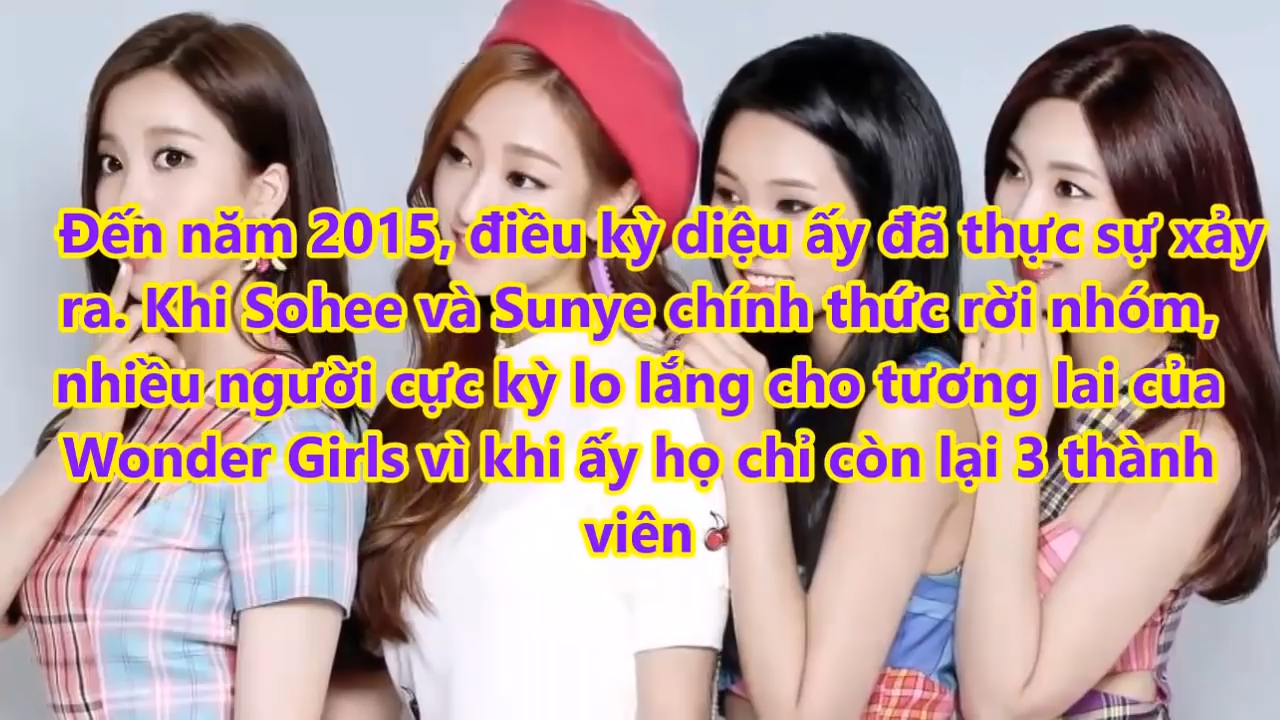 Đến năm 2015, điều kỳ diệu ấy đã thực sự xảy
ra. Khi Sohee và Sunye chính thức rời nhóm,
nhiều người cực kỳ lo lắng cho tương lai của
Wonder Girls vì khi ấy họ chỉ còn lại 3 thành
viên